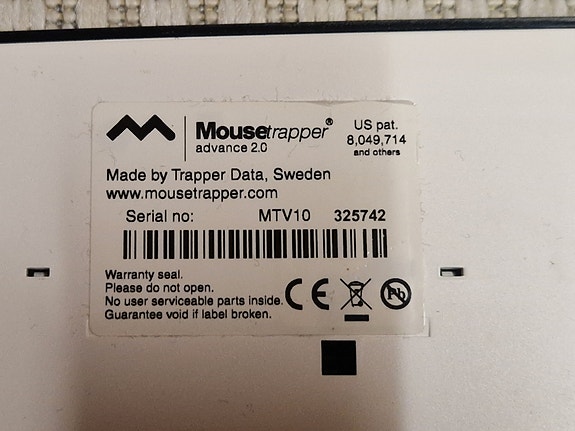 Mousetrapper®
advance 2.0
US pat.
8,049,714
and others
Made by Trapper Data, Sweden
www.mousetrapper.com
Serial no: MTV10 325742
Warranty seal.
Please do not open.
No user serviceable parts inside.
Guarantee void if label broken.
CE
Pb